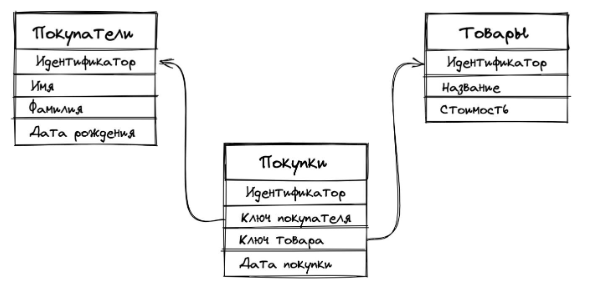 Покупатели
Идентификатор
Имя
Фамилия
Дата рождения
Товары
Идентификатор
Название
Стоимость
Покупки
Идентификатор
Ключ покупателя
Ключ товара
Дата покупки